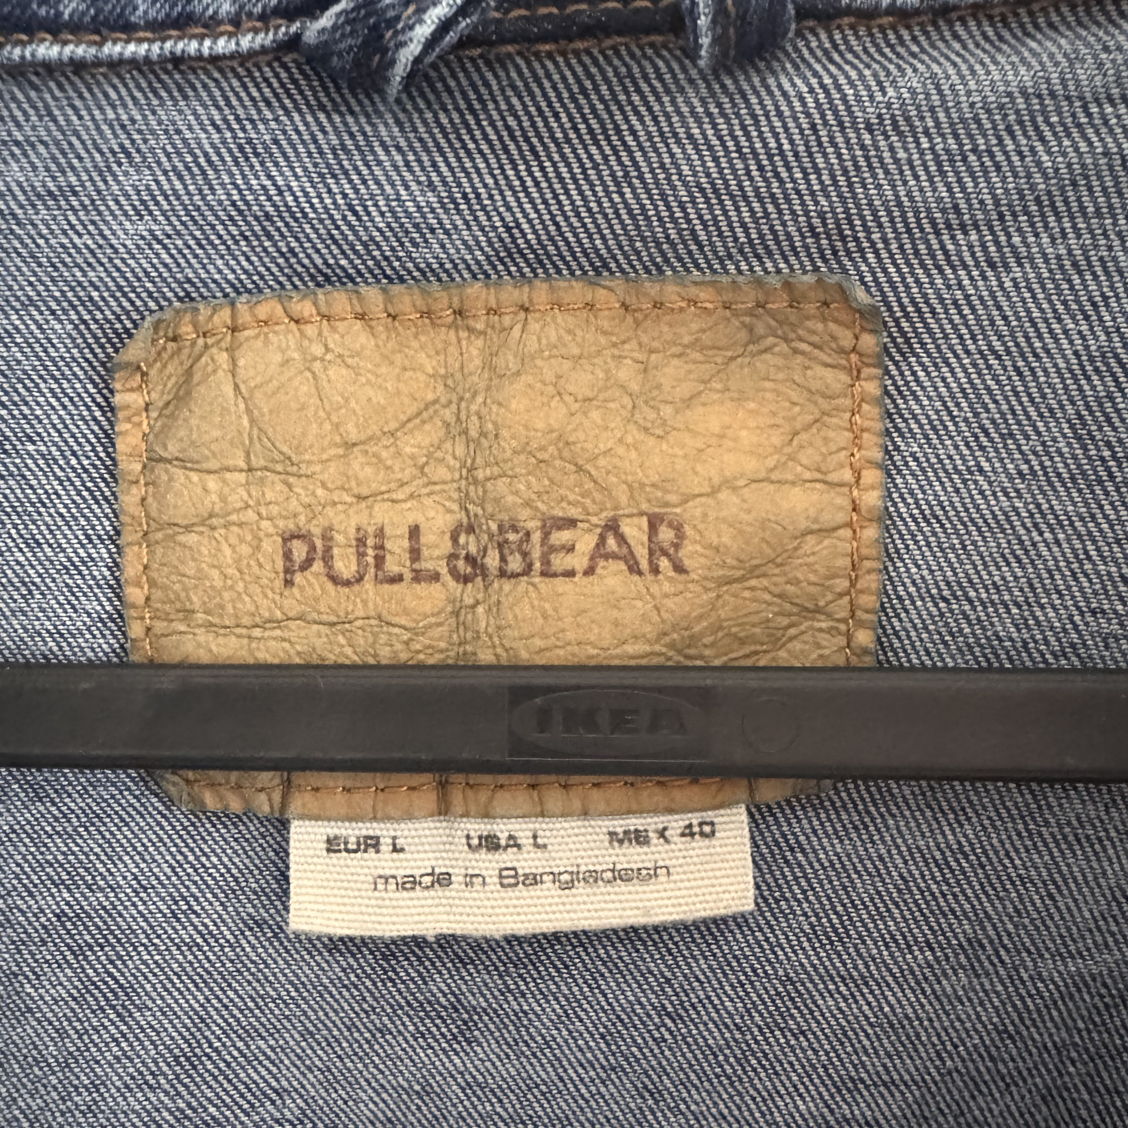 PULL&BEAR
IKEA
EUR L USA L MEX 40
made in Bangladesh